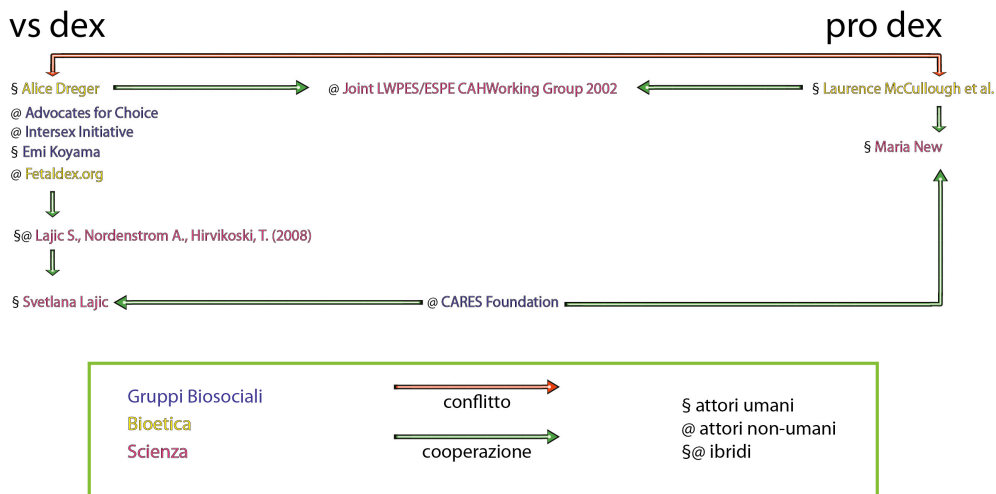 vs dex
pro dex
§ Alice Dreger
@ Joint LWPES/ESPE CAHWorking Group 2002
§ Laurence McCullough et al.
@ Advocates for Choice
@ Intersex Initiative
§ Emi Koyama
@ Fetaldex.org
§ Maria New
§@ Lajic S., Nordenstrom A., Hirvikoski, T. (2008)
§ Svetlana Lajic
@ CARES Foundation
Gruppi Biosociali
Bioetica
Scienza
conflitto
cooperazione
§ attori umani
@ attori non-umani
§@ ibridi